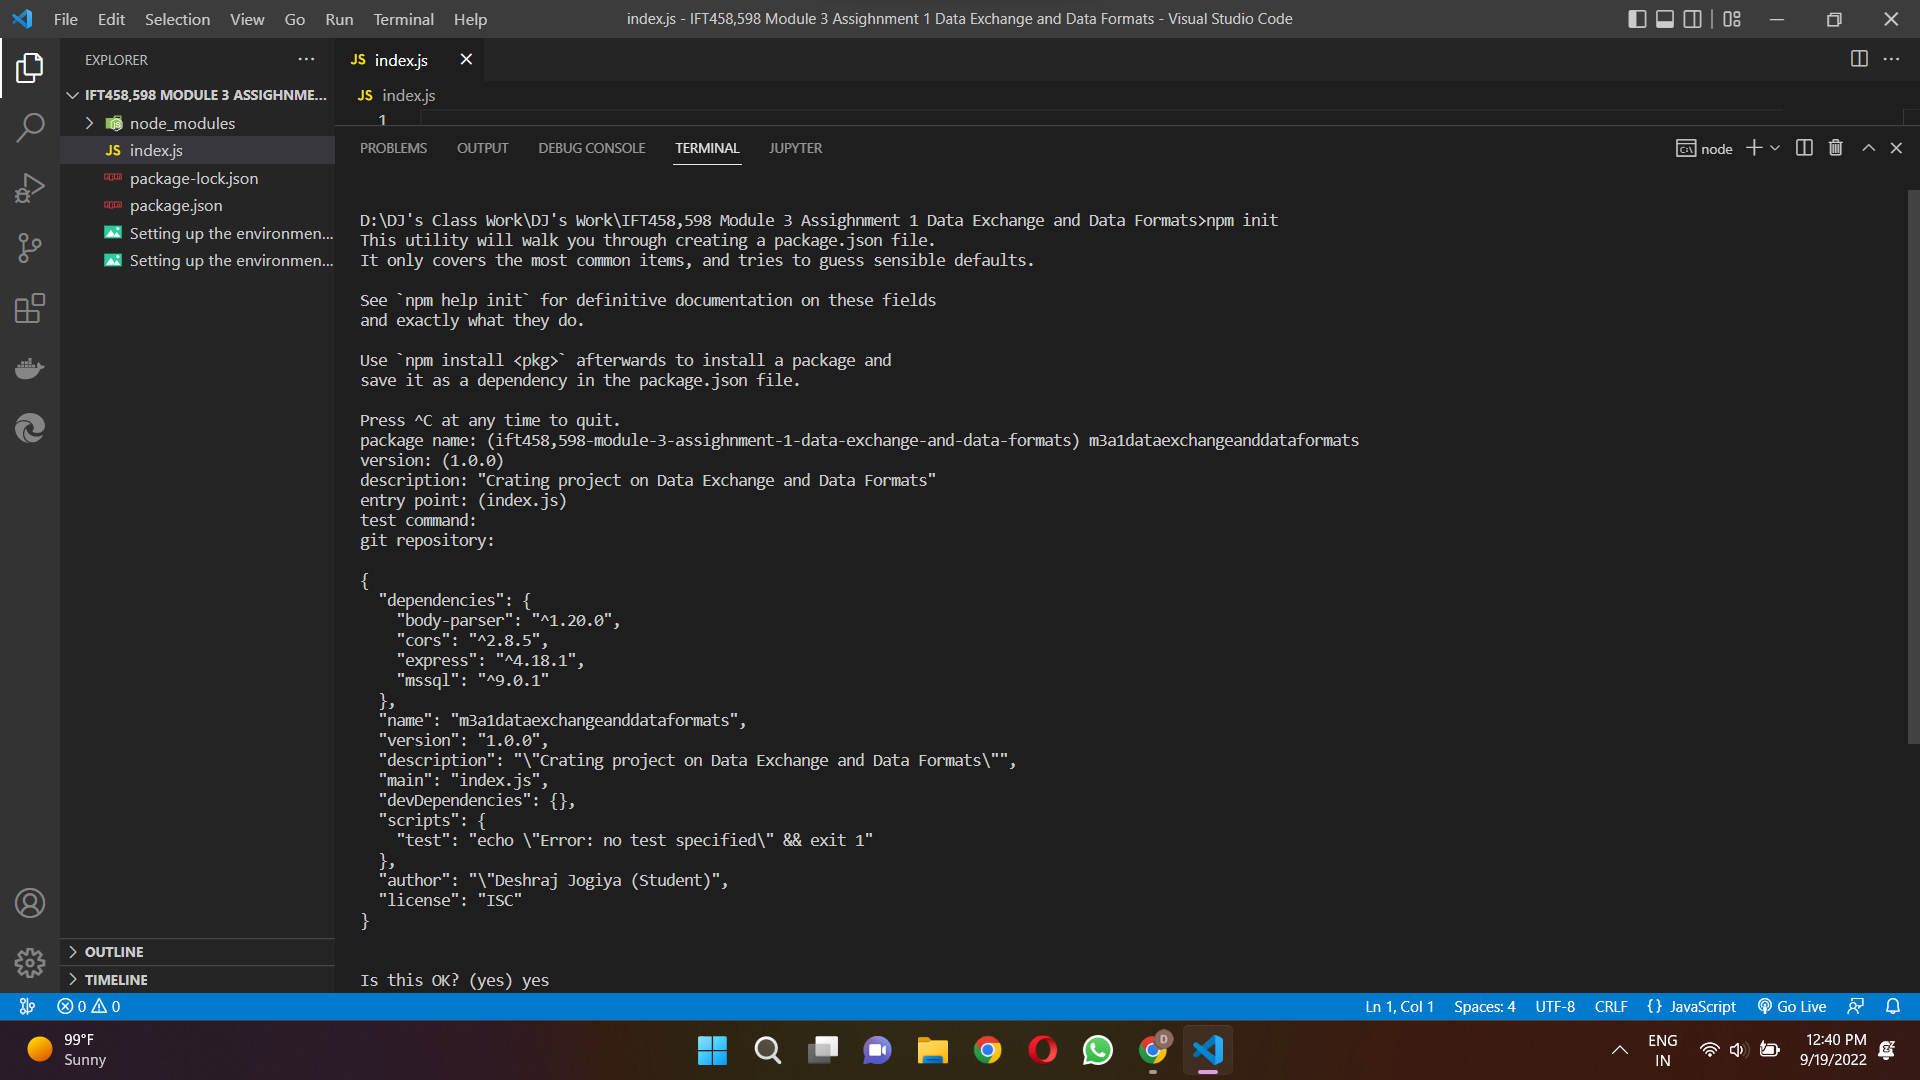 File Edit Selection View Go Run Terminal Help
index.js - IFT458,598 Module 3 Assighnment 1 Data Exchange and Data Formats - Visual Studio Code
EXPLORER
IFT458,598 MODULE 3 ASSIGHNME...
node_modules
JS index.js
package-lock.json
package.json
Setting up the environmen...
Setting up the environmen...
OUTLINE
TIMELINE
JS index.js
JS index.js
1
PROBLEMS OUTPUT DEBUG CONSOLE TERMINAL JUPYTER
node
D:\DJ's Class Work\DJ's Work\IFT458,598 Module 3 Assighnment 1 Data Exchange and Data Formats>npm init
This utility will walk you through creating a package.json file.
It only covers the most common items, and tries to guess sensible defaults.
See `npm help init` for definitive documentation on these fields
and exactly what they do.
Use `npm install <pkg>` afterwards to install a package and
save it as a dependency in the package.json file.
Press ^C at any time to quit.
package name: (ift458,598-module-3-assighnment-1-data-exchange-and-data-formats) m3a1dataexchangeanddataformats
version: (1.0.0)
description: "Crating project on Data Exchange and Data Formats"
entry point: (index.js)
test command:
git repository:
{
"dependencies": {
"body-parser": "^1.20.0",
"cors": "^2.8.5",
"express": "^4.18.1",
"mssql": "^9.0.1"
},
"name": "m3a1dataexchangeanddataformats",
"version": "1.0.0",
"description": "\"Crating project on Data Exchange and Data Formats\"",
"main": "index.js",
"devDependencies": {},
"scripts": {
"test": "echo \"Error: no test specified\" && exit 1"
},
"author": "\"Deshraj Jogiya (Student)",
"license": "ISC"
}
Is this OK? (yes) yes
0 0
Ln 1, Col 1 Spaces: 4 UTF-8 CRLF {} JavaScript Go Live
99°F
Sunny
D
ENG
IN
12:40 PM
9/19/2022